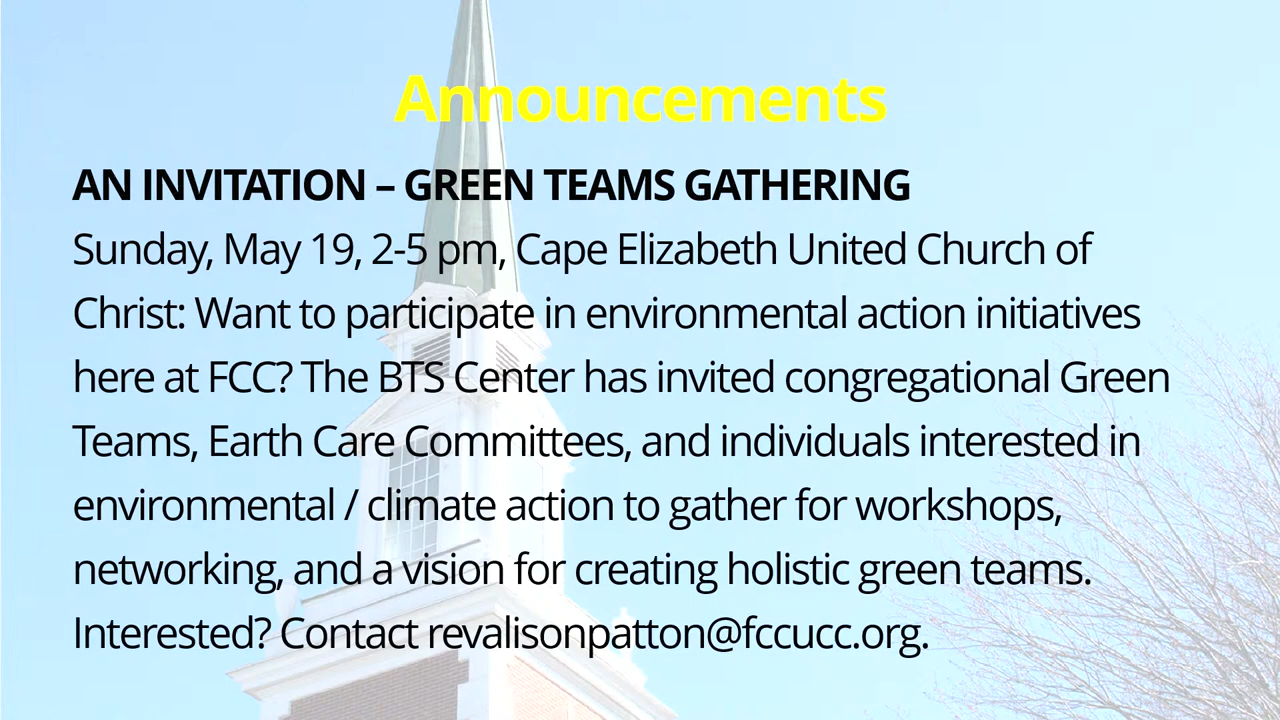 Announcements
AN INVITATION – GREEN TEAMS GATHERING
Sunday, May 19, 2-5 pm, Cape Elizabeth United Church of
Christ: Want to participate in environmental action initiatives
here at FCC? The BTS Center has invited congregational Green
Teams, Earth Care Committees, and individuals interested in
environmental / climate action to gather for workshops,
networking, and a vision for creating holistic green teams.
Interested? Contact revalisonpatton@fccucc.org.